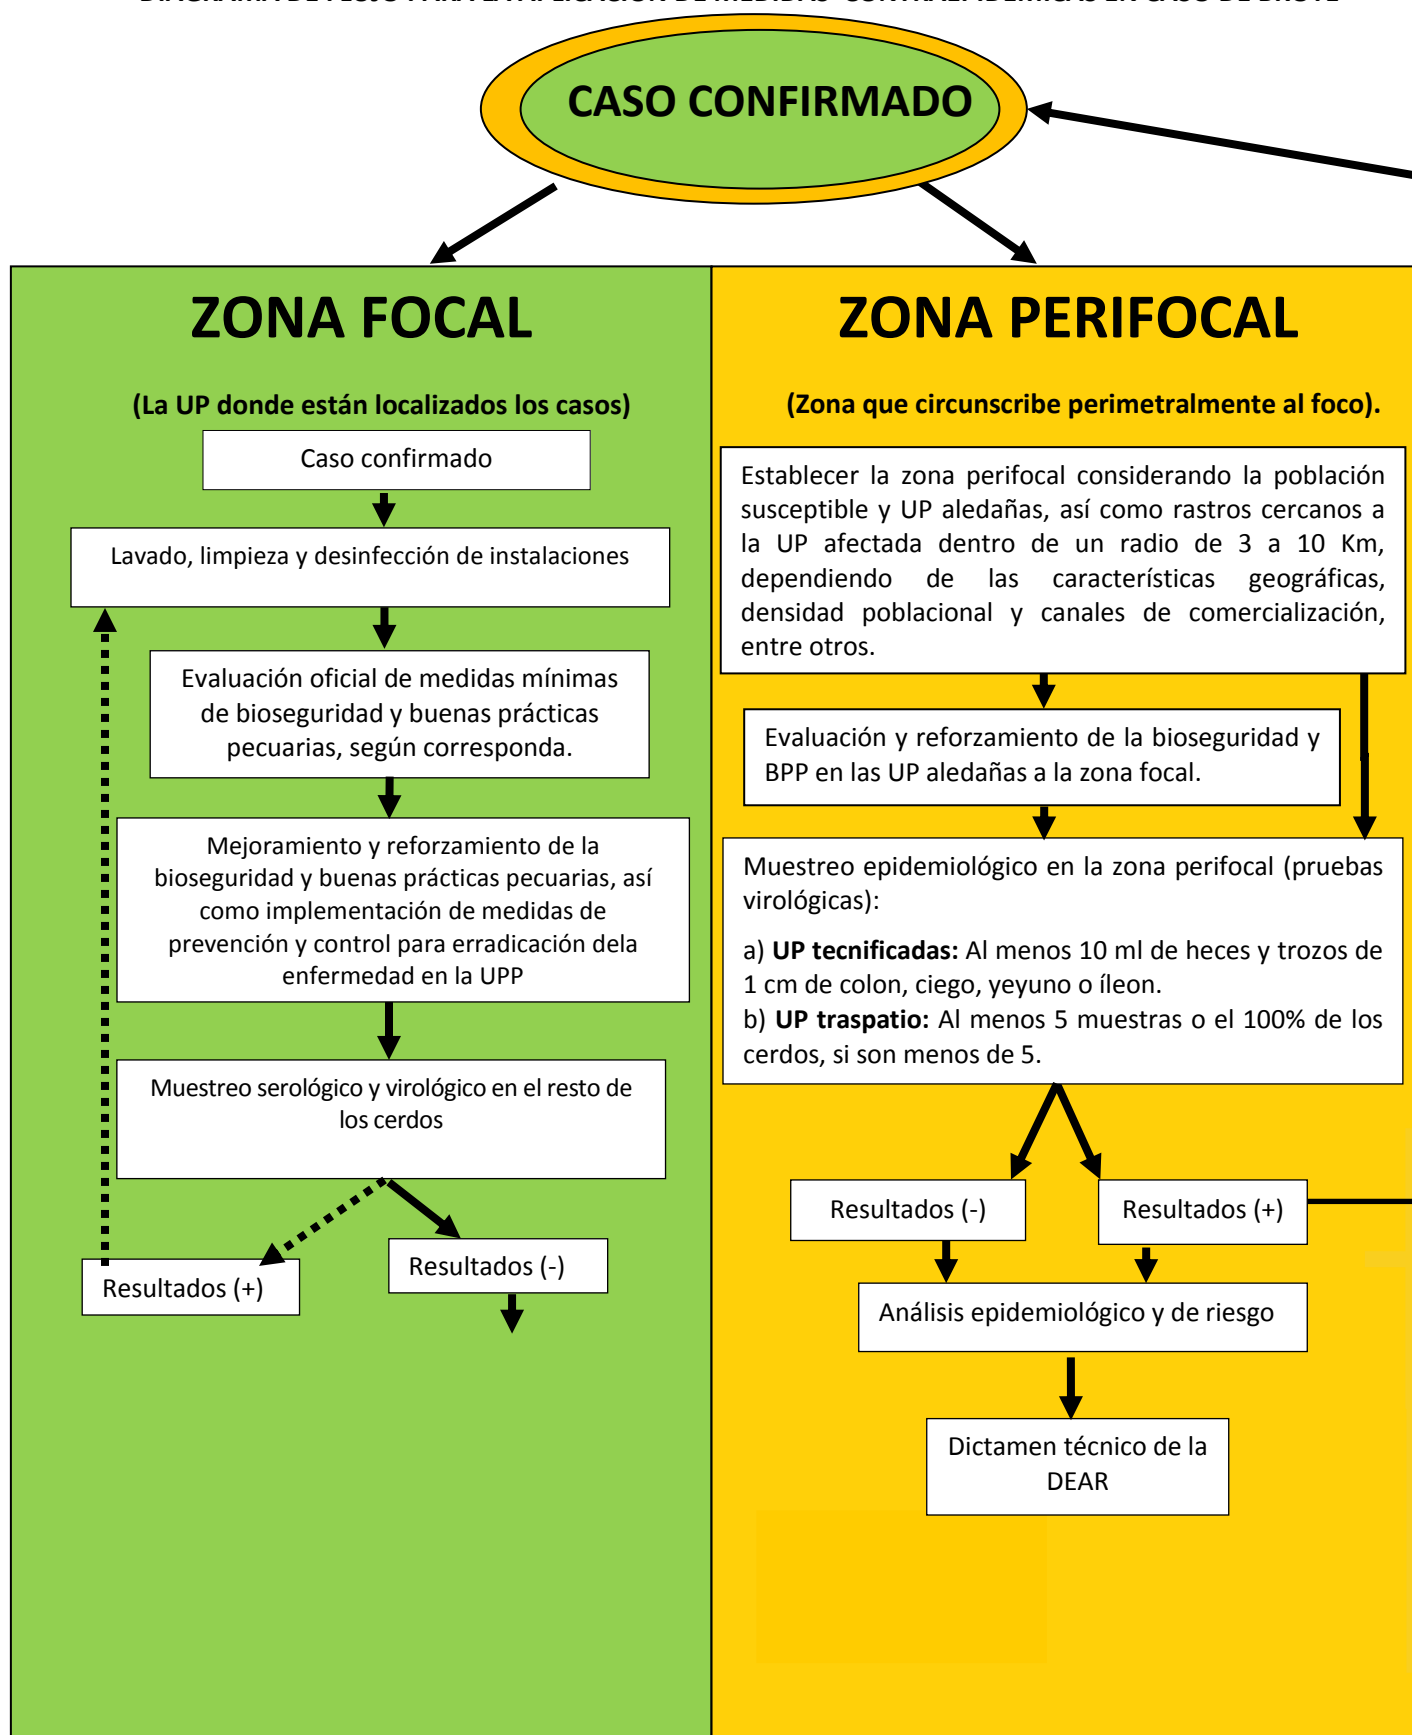 CASO CONFIRMADO
ZONA FOCAL
(La UP donde están localizados los casos)
Caso confirmado
Lavado, limpieza y desinfección de instalaciones
Evaluación oficial de medidas mínimas
de bioseguridad y buenas prácticas
pecuarias, según corresponda.
Mejoramiento y reforzamiento de la
bioseguridad y buenas prácticas pecuarias, así
como implementación de medidas de
prevención y control para erradicación dela
enfermedad en la UPP
Muestreo serológico y virológico en el resto de
los cerdos
Resultados (+)
Resultados (-)
ZONA PERIFOCAL
(Zona que circunscribe perimetralmente al foco).
Establecer la zona perifocal considerando la población
susceptible y UP aledañas, así como rastros cercanos a
la UP afectada dentro de un radio de 3 a 10 Km,
dependiendo de las características geográficas,
densidad poblacional y canales de comercialización,
entre otros.
Evaluación y reforzamiento de la bioseguridad y
BPP en las UP aledañas a la zona focal.
Muestreo epidemiológico en la zona perifocal (pruebas
virológicas):
a) UP tecnificadas: Al menos 10 ml de heces y trozos de
1 cm de colon, ciego, yeyuno o íleon.
b) UP traspatio: Al menos 5 muestras o el 100% de los
cerdos, si son menos de 5.
Resultados (-)
Resultados (+)
Análisis epidemiológico y de riesgo
Dictamen técnico de la
DEAR